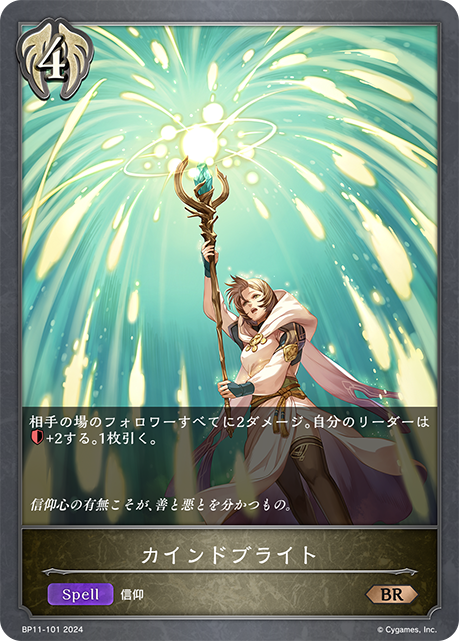 4
相手の場のフォロワーすべてに2ダメージ。自分のリーダーは
+2する。1枚引く。
信仰心の有無こそが、善と悪とを分かつもの。
カインドブライト
Spell 信仰 BR
BP11-101 2024 © Cygames, Inc.